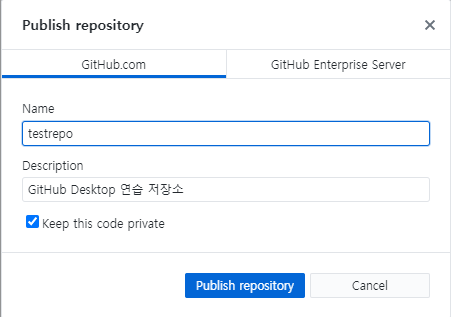 Publish repository
GitHub.com
GitHub Enterprise Server
Name
testrepo
Description
GitHub Desktop 연습 저장소
Keep this code private
Publish repository
Cancel